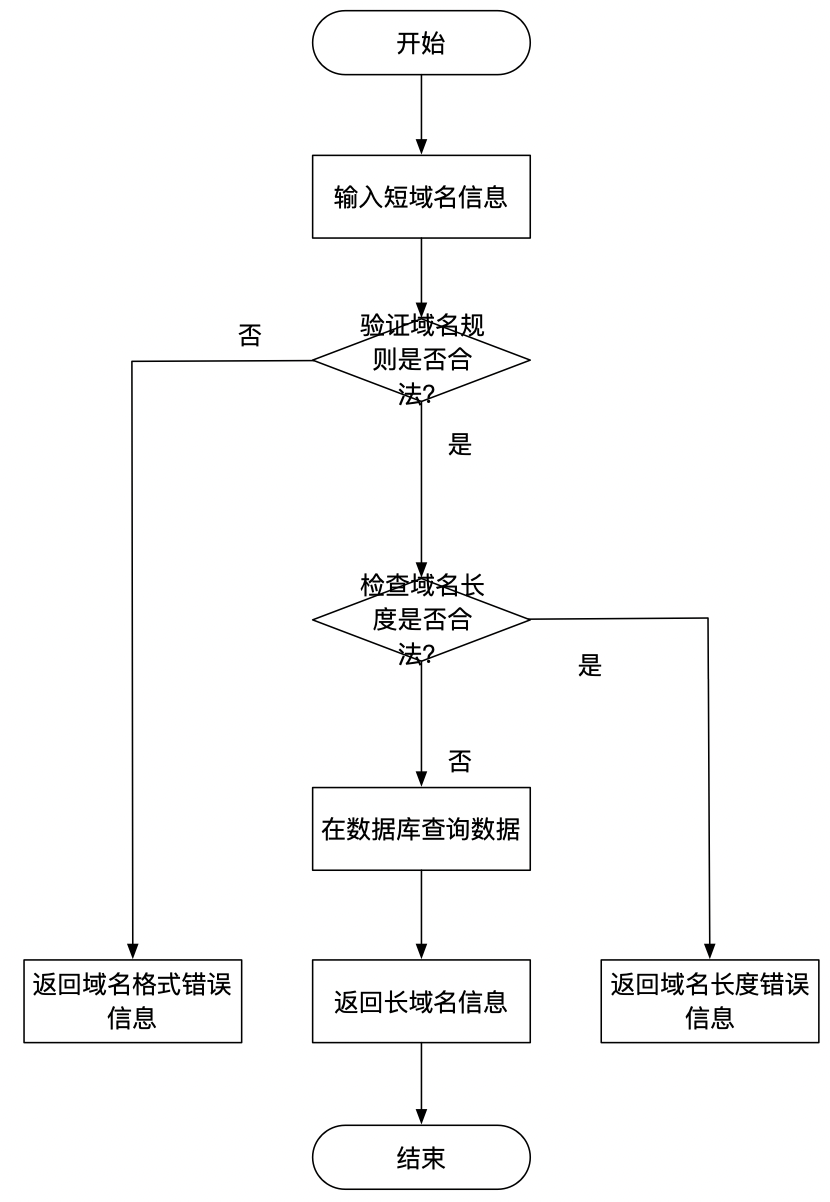 开始
输入短域名信息
否
验证域名规
则是否合
法?
是
检查域名长
度是否合
法?
是
否
在数据库查询数据
返回域名格式错误
信息
返回长域名信息
返回域名长度错误
信息
结束